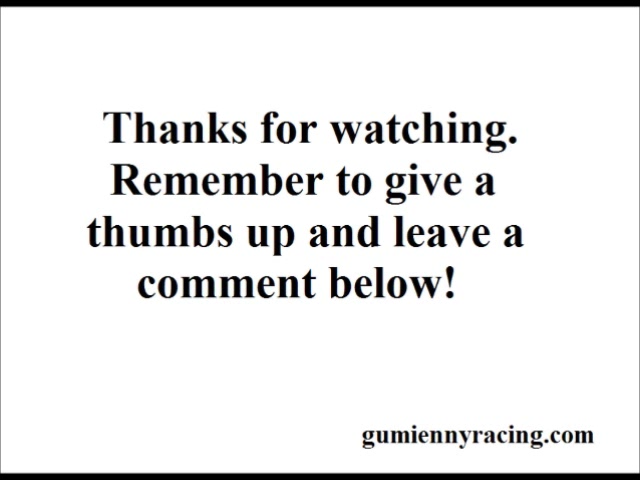 Thanks for watching.
Remember to give a
thumbs up and leave a
comment below!
gumiennyracing.com